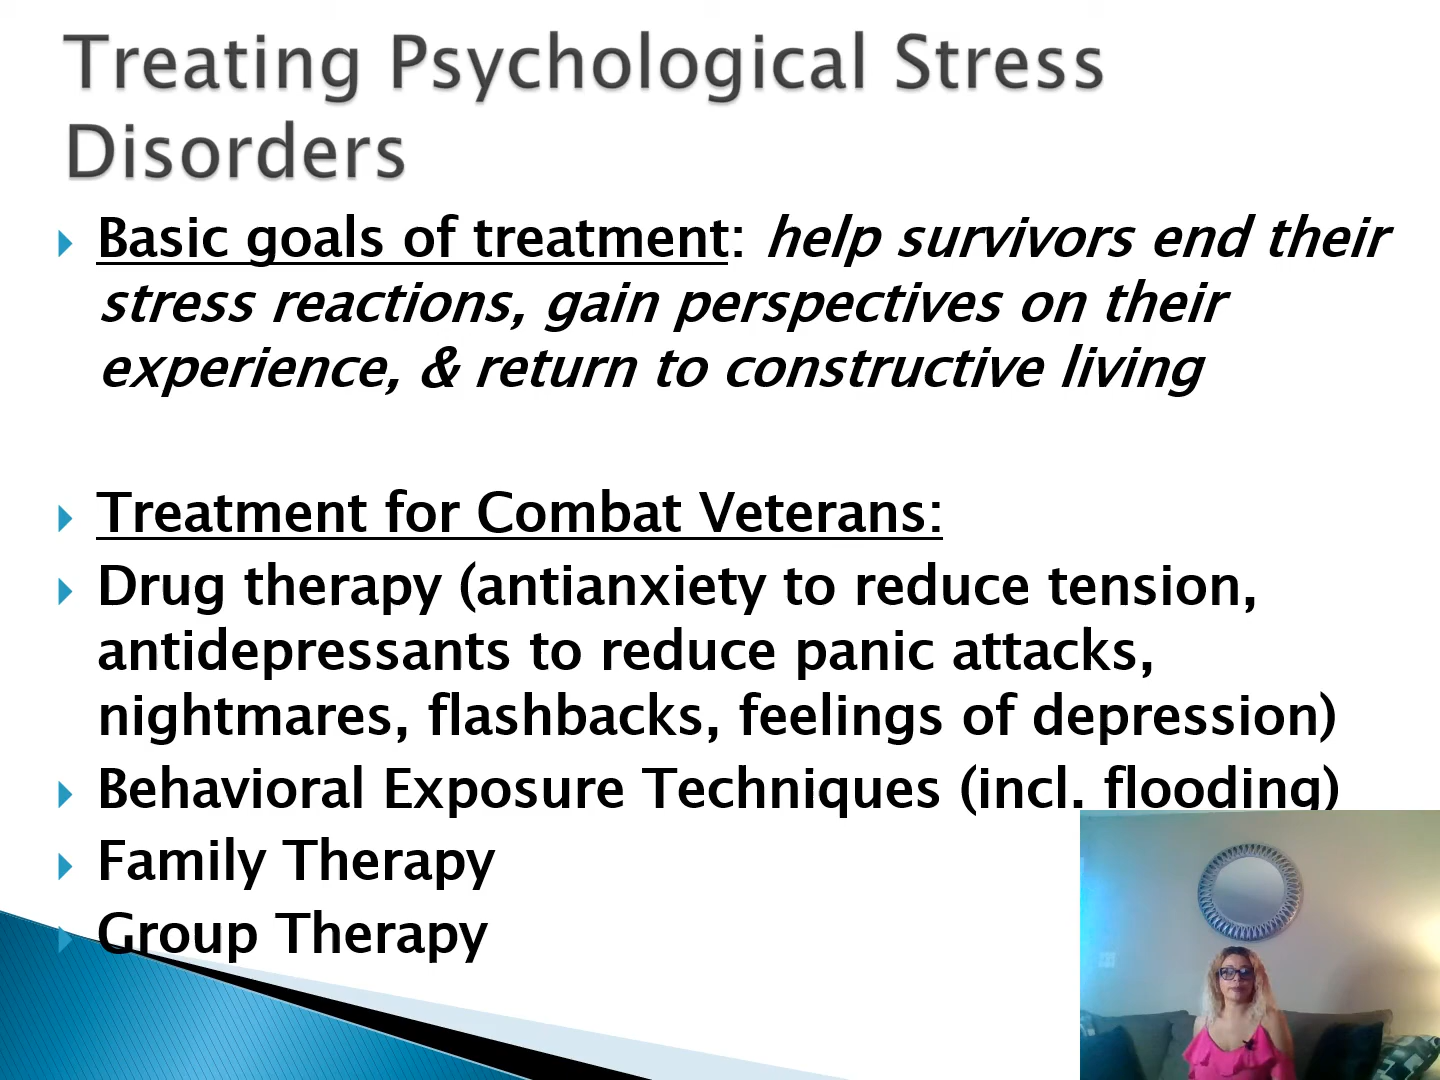 Treating Psychological Stress
Disorders
Basic goals of treatment: help survivors end their
stress reactions, gain perspectives on their
experience, & return to constructive living
Treatment for Combat Veterans:
Drug therapy (antianxiety to reduce tension,
antidepressants to reduce panic attacks,
nightmares, flashbacks, feelings of depression)
Behavioral Exposure Techniques (incl. flooding)
Family Therapy
Group Therapy